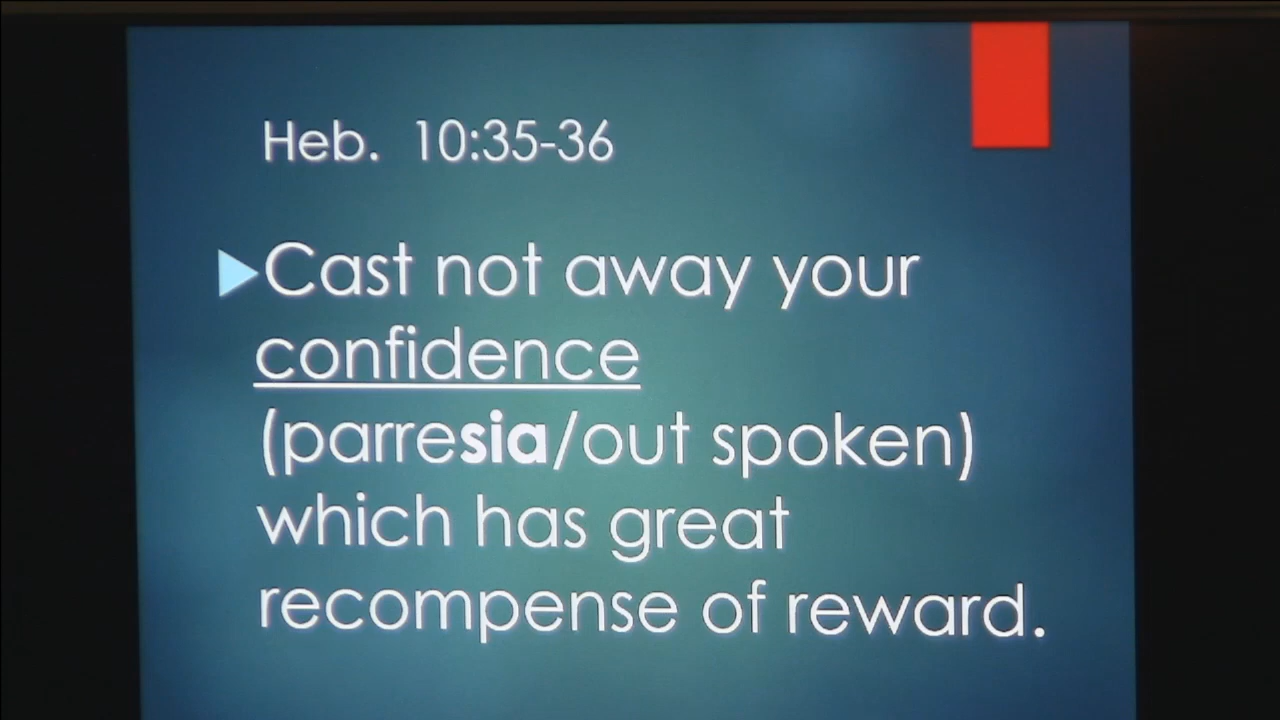 Heb. 10:35-36
Cast not away your
confidence
(parresia/out spoken)
which has great
recompense of reward.